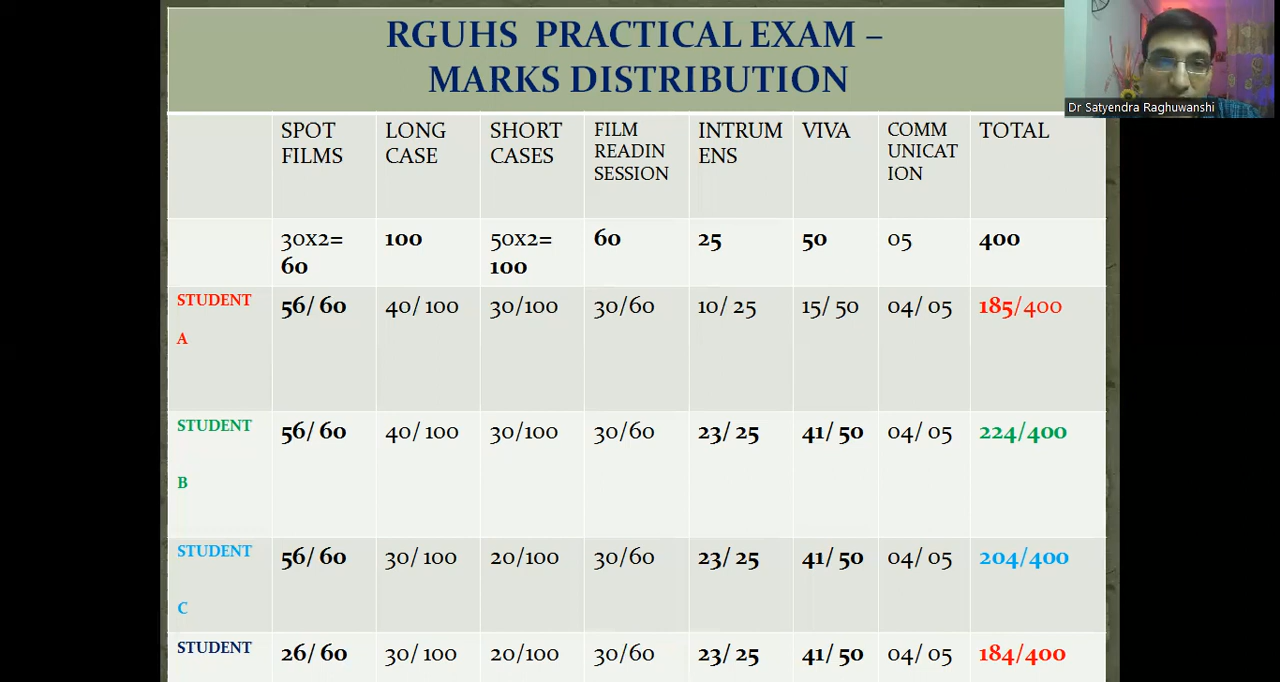 RGUHS PRACTICAL EXAM –
MARKS DISTRIBUTION
Dr Satyendra Raghuwanshi
SPOT FILMS
LONG CASE
SHORT CASES
FILM READIN SESSION
INTRUM ENS
VIVA
COMM UNICAT ION
TOTAL
30x2= 60
100
50x2= 100
60
25
50
05
400
STUDENT A
56/ 60
40/ 100
30/100
30/60
10/ 25
15/ 50
04/ 05
185/400
STUDENT B
56/ 60
40/ 100
30/100
30/60
23/ 25
41/ 50
04/ 05
224/400
STUDENT C
56/ 60
30/ 100
20/100
30/60
23/ 25
41/ 50
04/ 05
204/400
STUDENT
26/ 60
30/ 100
20/100
30/60
23/ 25
41/ 50
04/ 05
184/400